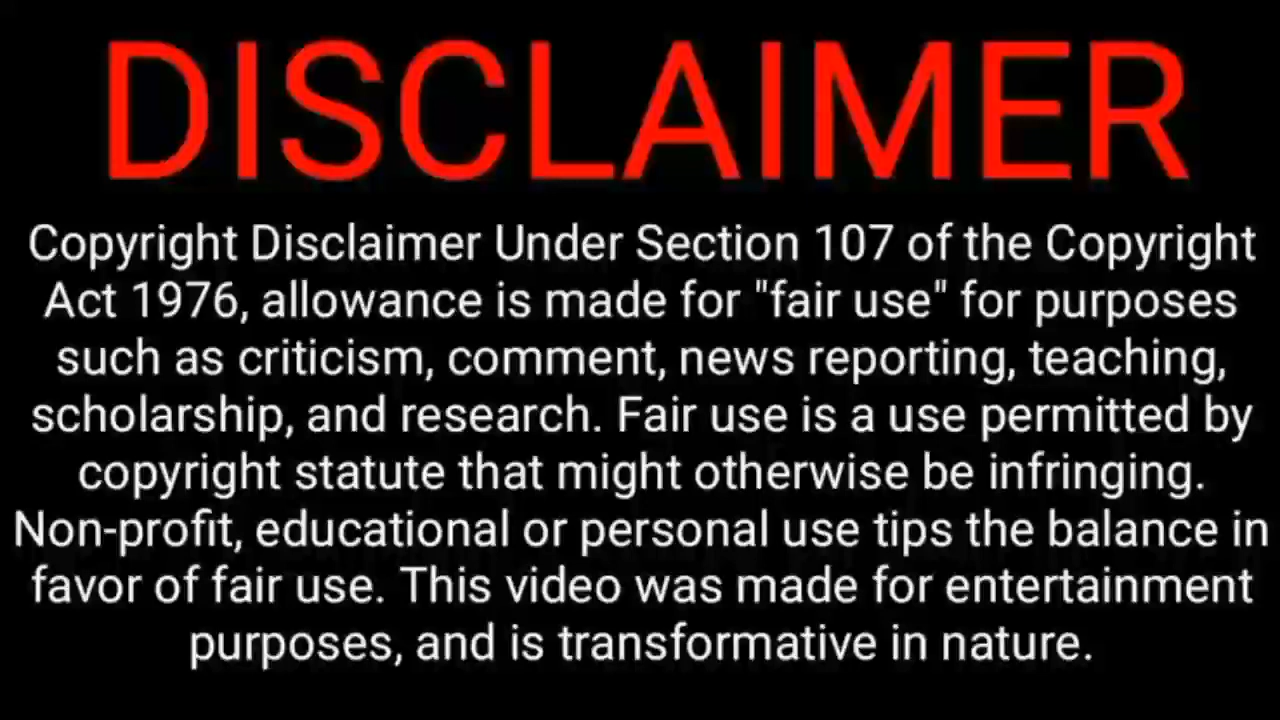 DISCLAIMER
Copyright Disclaimer Under Section 107 of the Copyright
Act 1976, allowance is made for "fair use" for purposes
such as criticism, comment, news reporting, teaching,
scholarship, and research. Fair use is a use permitted by
copyright statute that might otherwise be infringing.
Non-profit, educational or personal use tips the balance in
favor of fair use. This video was made for entertainment
purposes, and is transformative in nature.